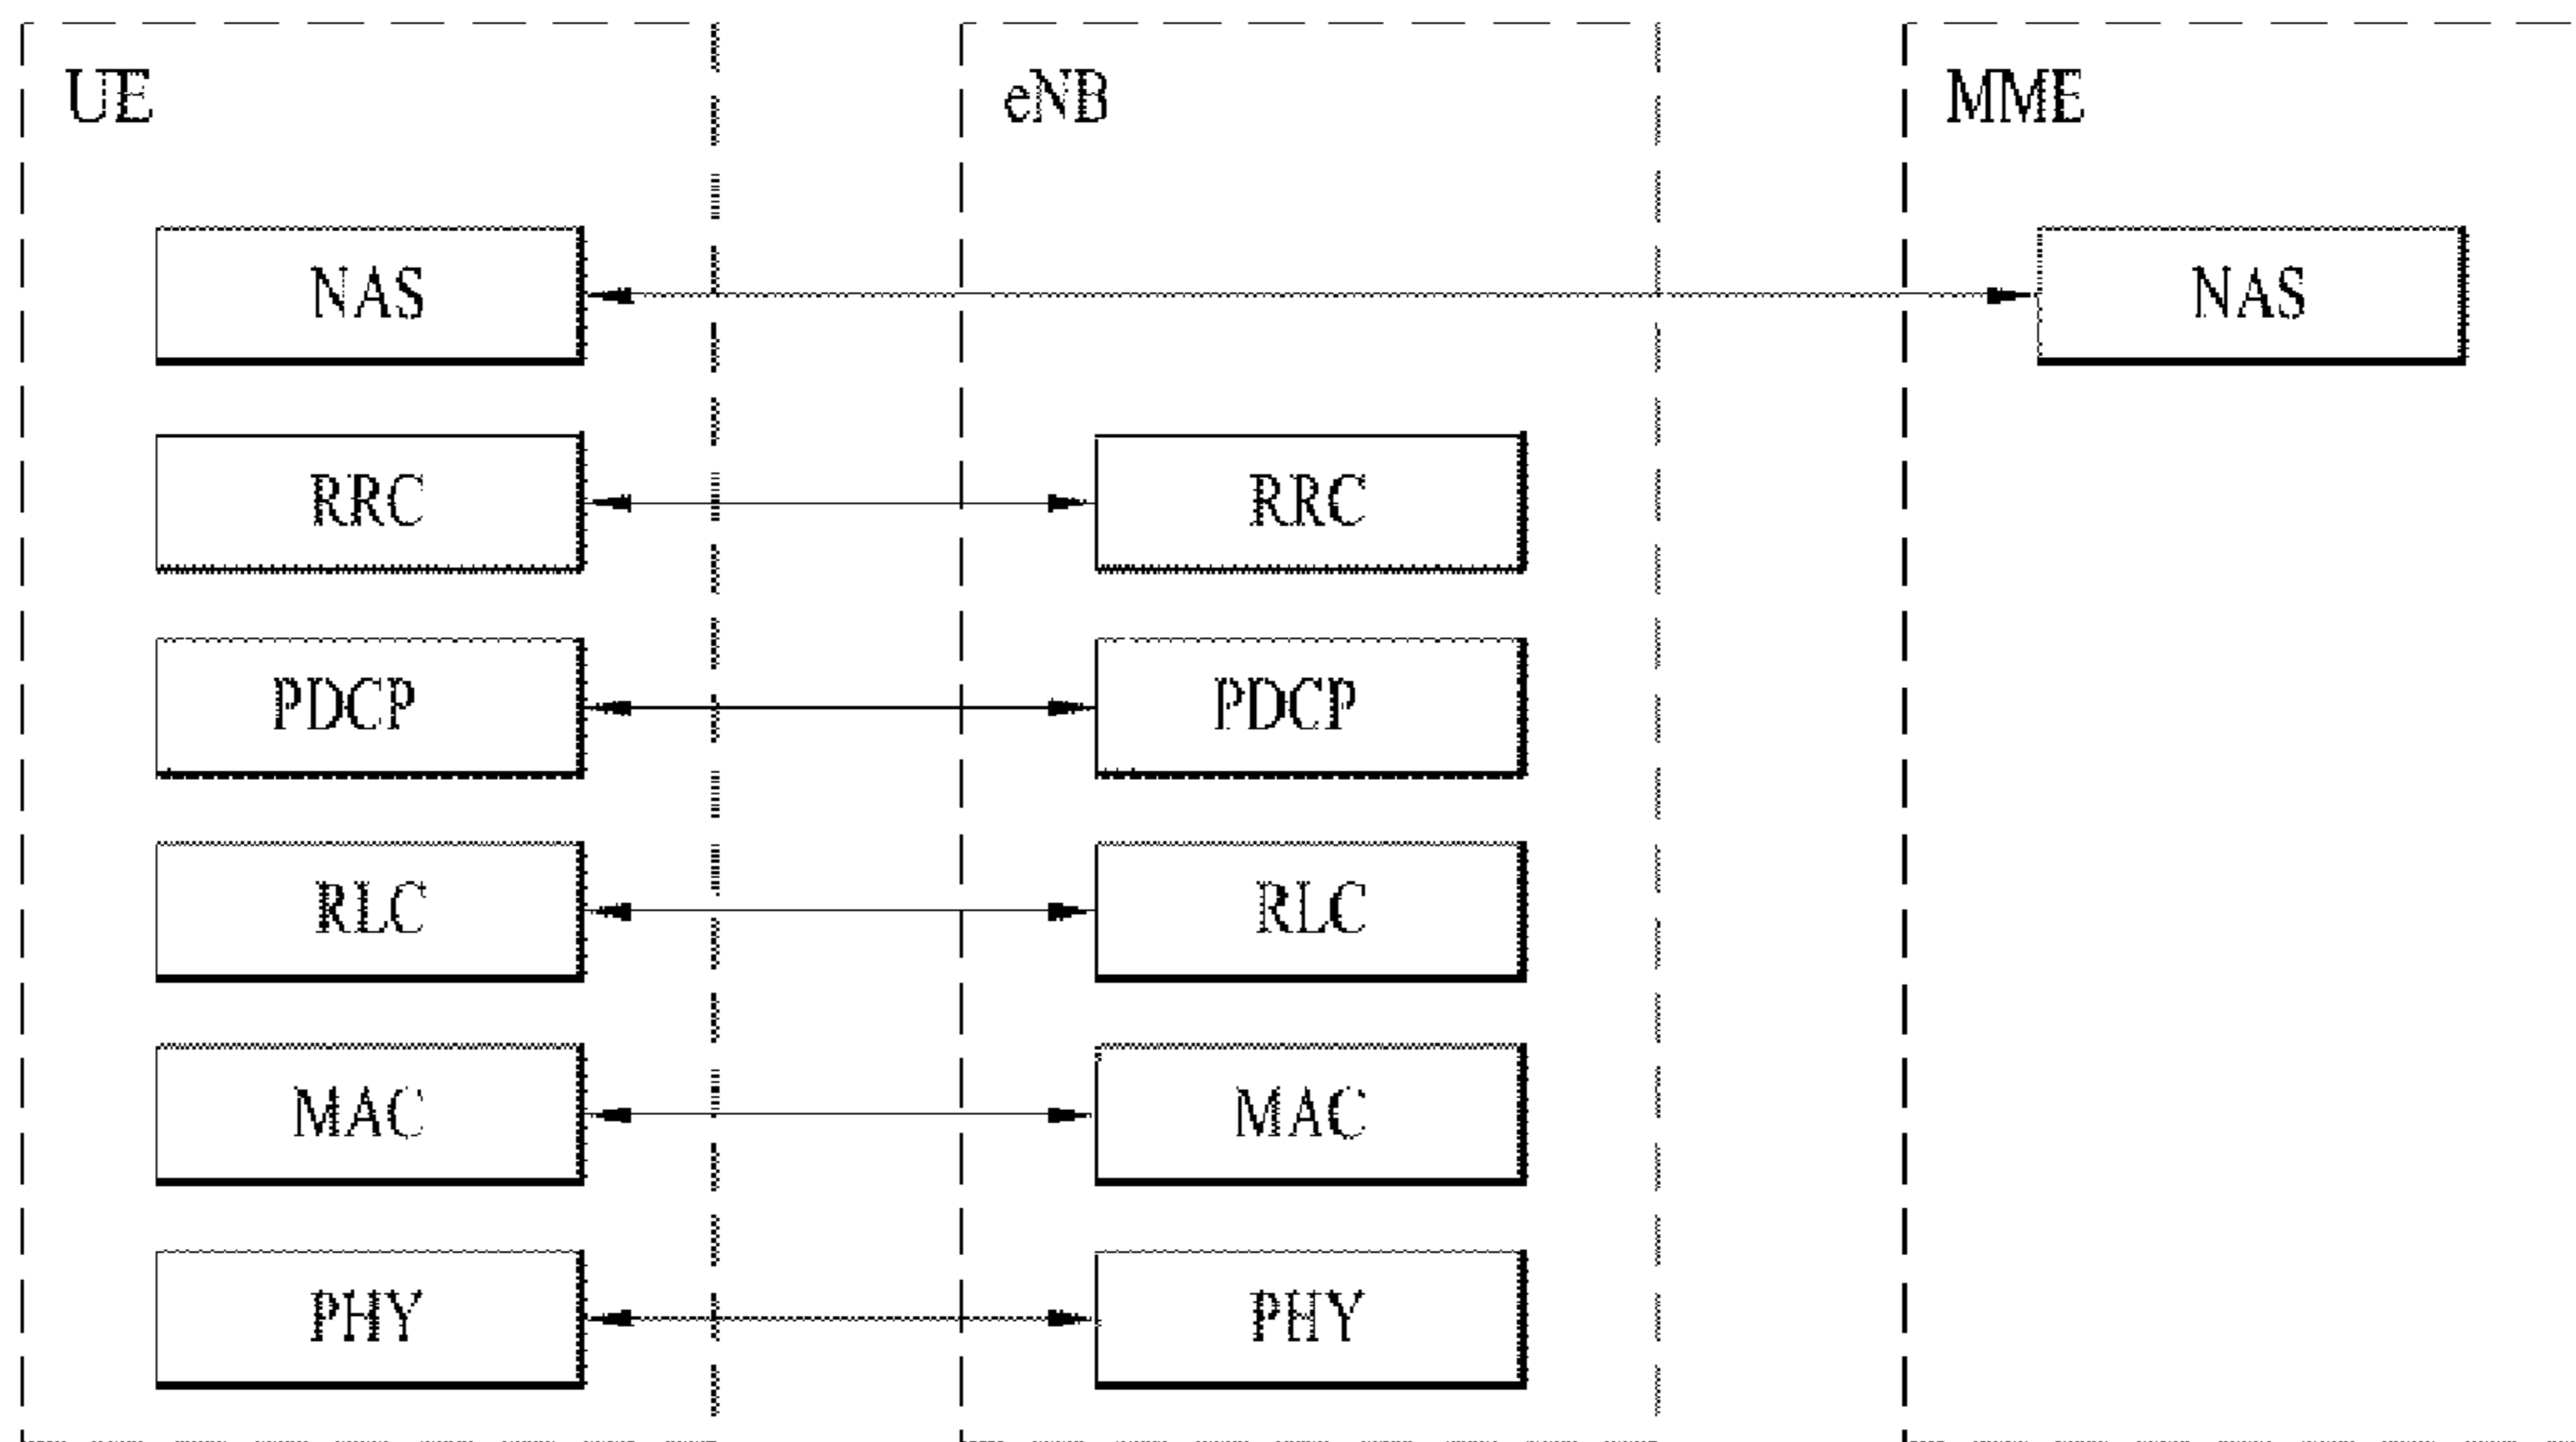 UE eNB MME
NAS NAS
RRC RRC
PDCP PDCP
RLC RLC
MAC MAC
PHY PHY